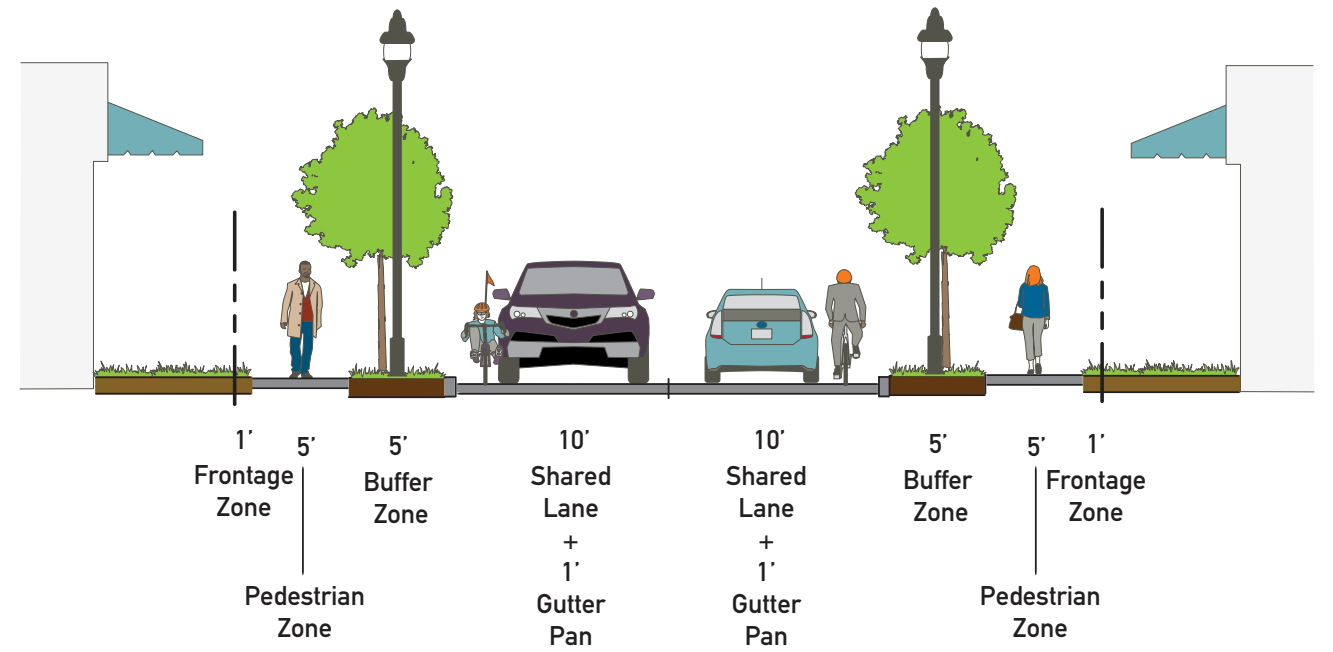 1’
Frontage
Zone
5’
Pedestrian
Zone
5’
Buffer
Zone
10’
Shared
Lane
+
1’
Gutter
Pan
10’
Shared
Lane
+
1’
Gutter
Pan
5’
Buffer
Zone
5’
Pedestrian
Zone
1’
Frontage
Zone